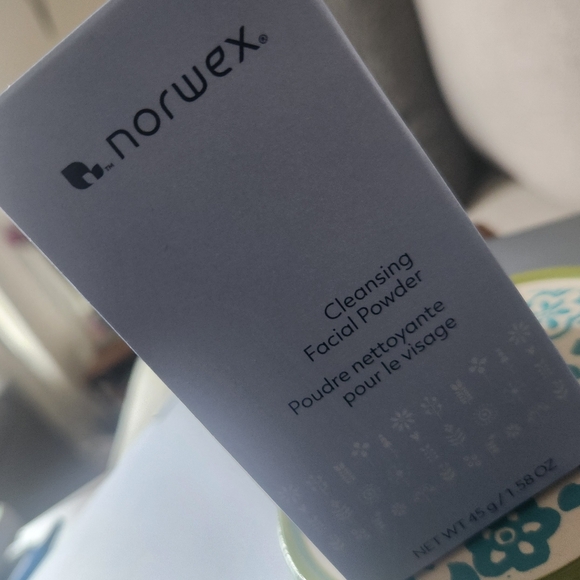 norwex®
Cleansing
Facial Powder
Poudre nettoyante
pour le visage
NET WT 45 g / 1.58 OZ